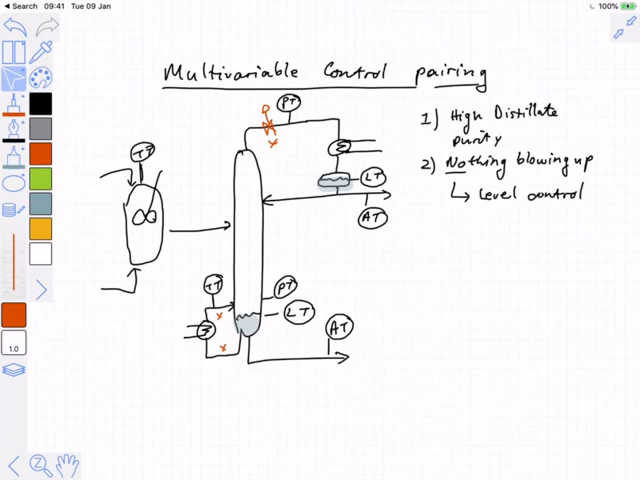 Search 09:41 Tue 09 Jan
100%
Multivariable Control pairing
PT
1) High Distillate
purity
2) Nothing blowing up
↳ Level control
TT
LT
AT
TT
PT
LT
AT
1.0